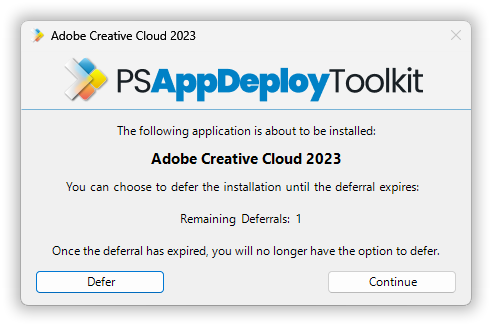 Adobe Creative Cloud 2023
PSAppDeployToolkit
The following application is about to be installed:
Adobe Creative Cloud 2023
You can choose to defer the installation until the deferral expires:
Remaining Deferrals: 1
Once the deferral has expired, you will no longer have the option to defer.
Defer
Continue